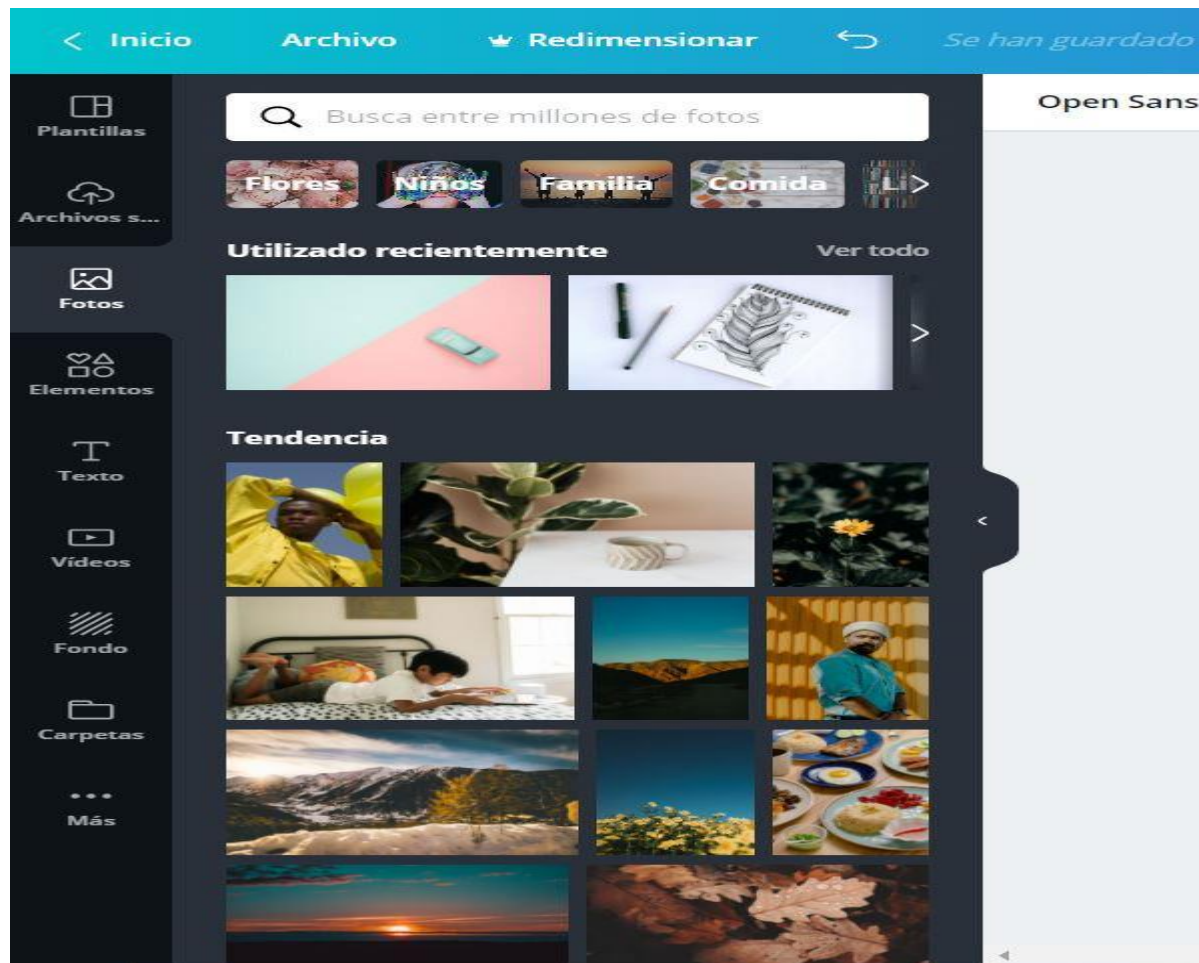 Inicio Archivo Redimensionar Se han guardado
Open Sans
Plantillas
Archivos s...
Fotos
Elementos
Texto
Vídeos
Fondo
Carpetas
Más
Busca entre millones de fotos
Flores Niños Familia Comida Li
Utilizado recientemente Ver todo
Tendencia